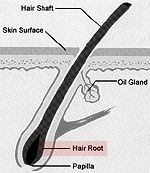 Hair Shaft
Skin Surface
Oil Gland
Hair Root
Papilla